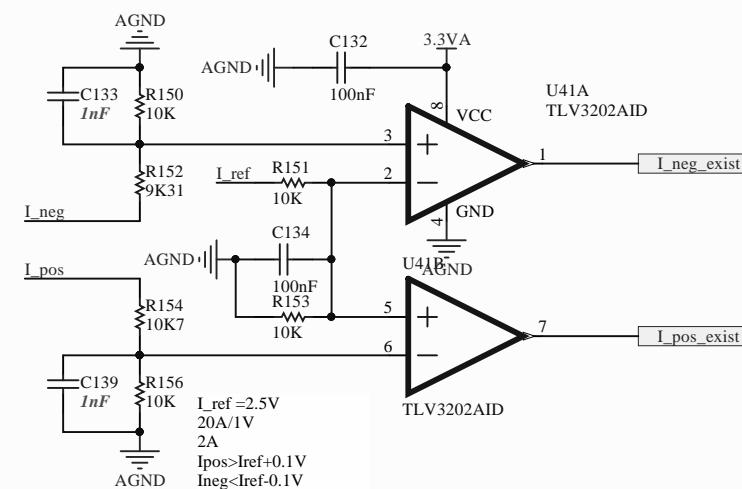 AGND
C132
3.3VA
AGND
100nF
C133
1nF
R150
10K
8
VCC
U41A
TLV3202AID
3
1
I_neg_exist
R152
9K31
I_ref
R151
10K
2
I_neg
GND
4
AGND
C134
AGND
100nF
U41B
I_pos
R153
10K
5
R154
10K7
7
I_pos_exist
6
C139
1nF
R156
10K
TLV3202AID
AGND
I_ref =2.5V
20A/1V
2A
Ipos>Iref+0.1V
Ineg<Iref-0.1V